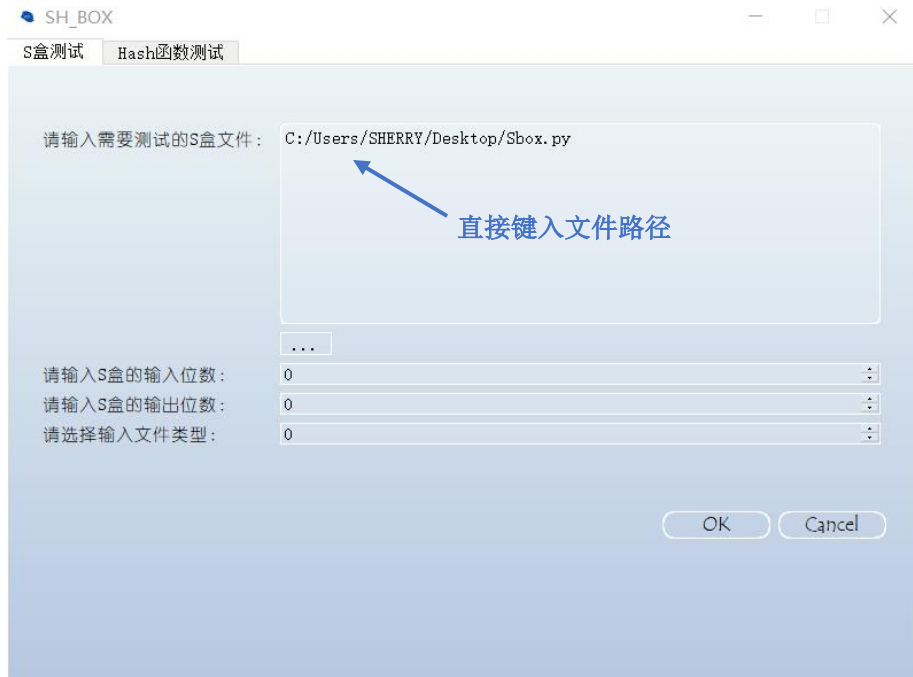 SH_BOX
S盒测试 Hash函数测试
请输入需要测试的S盒文件: C:/Users/SHERRY/Desktop/Sbox.py
直接键入文件路径
...
请输入S盒的输入位数: 0
请输入S盒的输出位数: 0
请选择输入文件类型: 0
OK Cancel